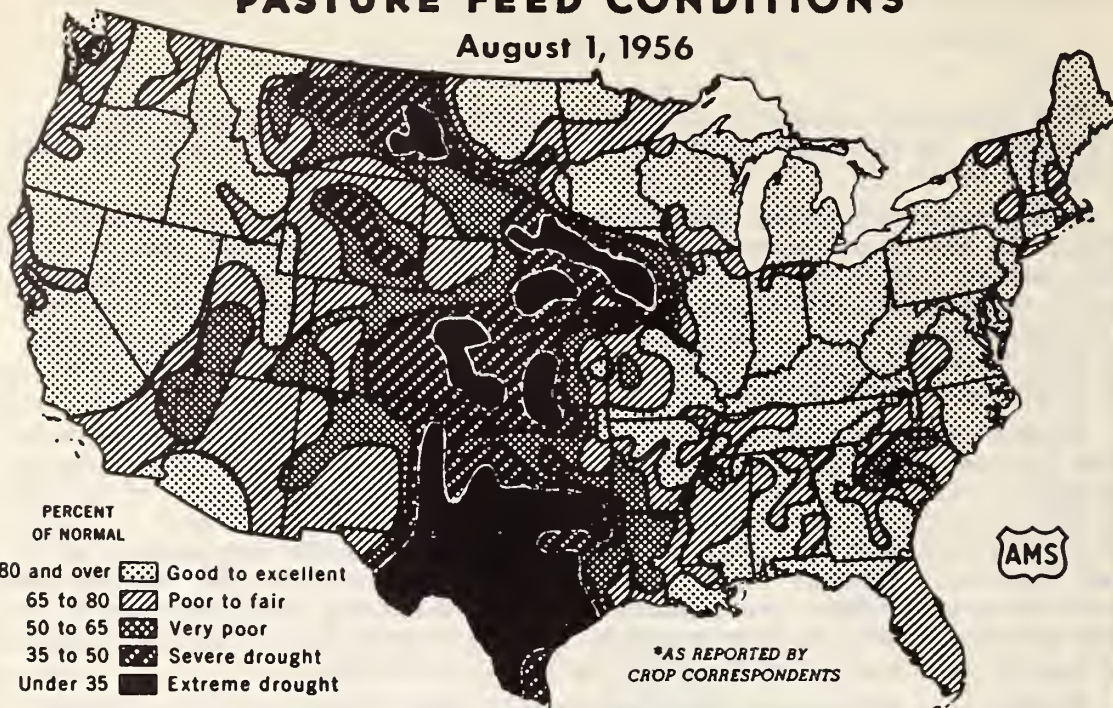 PASTURE FEED CONDITIONS
August 1, 1956
PERCENT
OF NORMAL
80 and over Good to excellent
65 to 80 Poor to fair
50 to 65 Very poor
35 to 50 Severe drought
Under 35 Extreme drought
*AS REPORTED BY
CROP CORRESPONDENTS
AMS